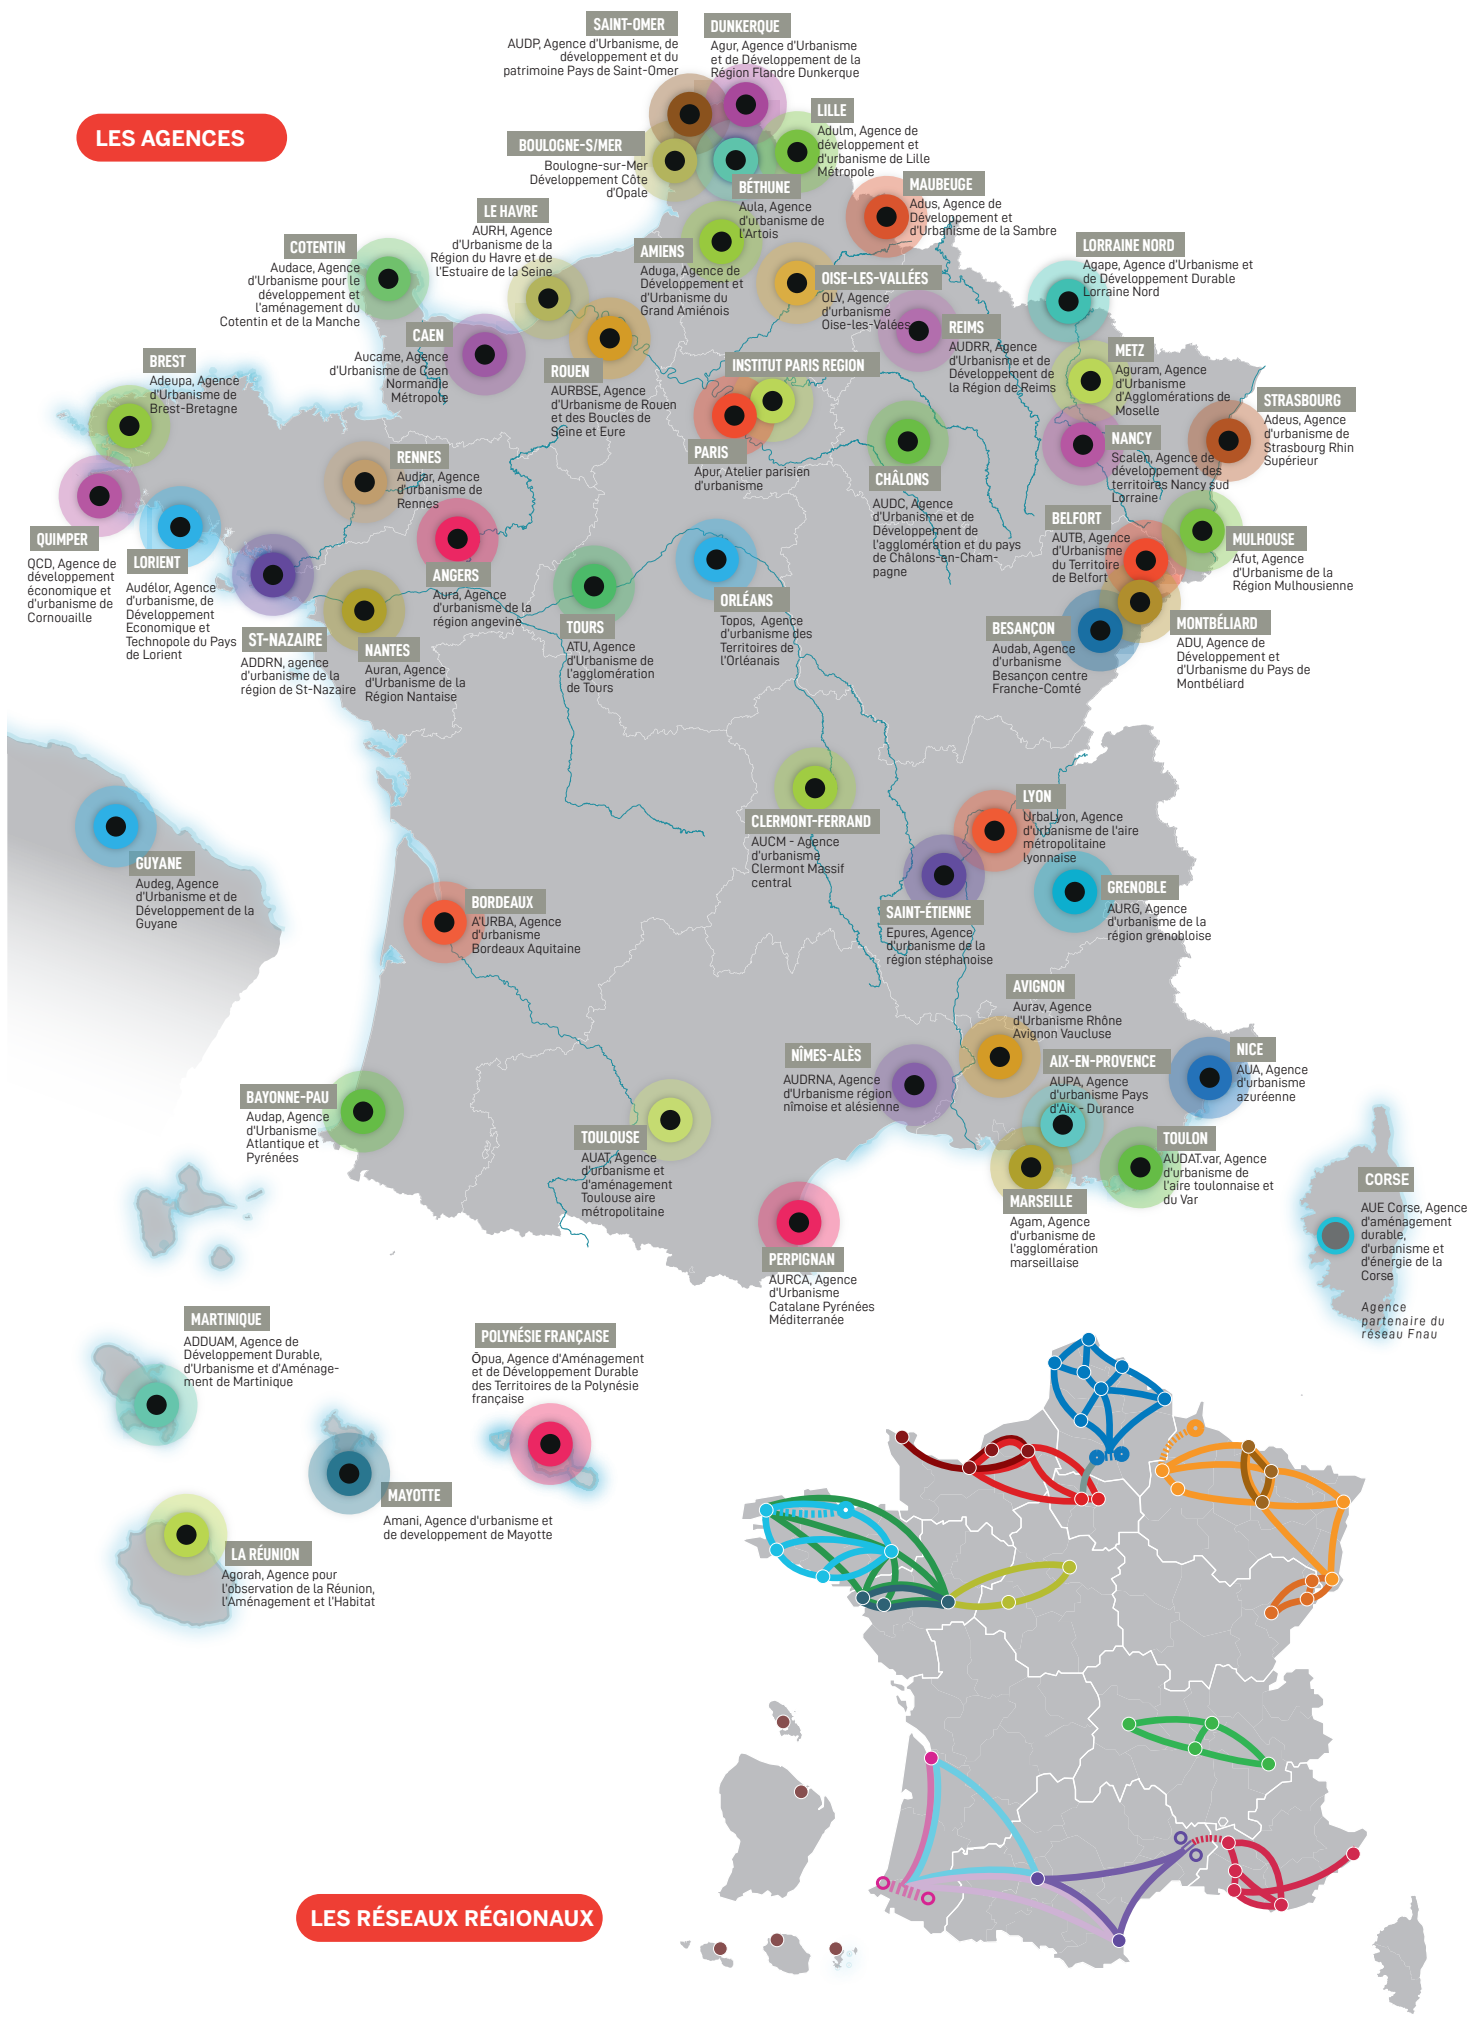 LES AGENCES
SAINT-OMER
AUDP, Agence d'Urbanisme, de
développement et du
patrimoine Pays de Saint-Omer
DUNKERQUE
Agur, Agence d'Urbanisme
et de Développement de la
Région Flandre Dunkerque
LILLE
Adulm, Agence de
développement et
d'urbanisme de Lille
Métropole
BOULOGNE-S/MER
Boulogne-sur-Mer
Développement Côte
d'Opale
BÉTHUNE
Aula, Agence
d'urbanisme de
l'Artois
MAUBEUGE
Adus, Agence de
Développement et
d'Urbanisme de la Sambre
LE HAVRE
AURH, Agence
d'Urbanisme de la
Région du Havre et de
l'Estuaire de la Seine
COTENTIN
Audace, Agence
d'Urbanisme pour le
développement et
l'aménagement du
Cotentin et de la Manche
AMIENS
Aduga, Agence de
Développement et
d'Urbanisme du
Grand Amiénois
OISE-LES-VALLÉES
OLV, Agence
d'urbanisme
Oise-les-Valées
LORRAINE NORD
Agape, Agence d'Urbanisme et
de Développement Durable
Lorraine Nord
CAEN
Aucame, Agence
d'Urbanisme de Caen
Normandie
Métropole
REIMS
AUDRR, Agence
d'Urbanisme et de
Développement de
la Région de Reims
METZ
Aguram, Agence
d'Urbanisme
d'Agglomérations de
Moselle
BREST
Adeupa, Agence
d'Urbanisme de
Brest-Bretagne
ROUEN
AURBSE, Agence
d'Urbanisme de Rouen
et des Boucles de
Seine et Eure
INSTITUT PARIS REGION
STRASBOURG
Adeus, Agence
d'urbanisme de
Strasbourg Rhin
Supérieur
PARIS
Apur, Atelier parisien
d'urbanisme
NANCY
Scalen, Agence de
développement des
territoires Nancy sud
Lorraine
RENNES
Audiar, Agence
d'urbanisme de
Rennes
CHÂLONS
AUDC, Agence
d'Urbanisme et de
Développement de
l'agglomération et du pays
de Châlons-en-Cham-
pagne
BELFORT
AUTB, Agence
d'Urbanisme
du Territoire
de Belfort
MULHOUSE
Afut, Agence
d'Urbanisme de la
Région Mulhousienne
QUIMPER
QCD, Agence de
développement
économique et
d'urbanisme de
Cornouaille
LORIENT
Audélor, Agence
d'urbanisme, de
Développement
Economique et
Technopole du Pays
de Lorient
ANGERS
Aura, Agence
d'urbanisme de la
région angevine
ORLÉANS
Topos,  Agence
d'urbanisme des
Territoires de
l'Orléanais
TOURS
ATU, Agence
d'Urbanisme de
l'agglomération
de Tours
BESANÇON
Audab, Agence
d'urbanisme
Besançon centre
Franche-Comté
MONTBÉLIARD
ADU, Agence de
Développement et
d'Urbanisme du Pays de
Montbéliard
ST-NAZAIRE
ADDRN, agence
d'urbanisme de la
région de St-Nazaire
NANTES
Auran, Agence
d'Urbanisme de la
Région Nantaise
LYON
UrbaLyon, Agence
d'urbanisme de l'aire
métropolitaine
lyonnaise
CLERMONT-FERRAND
AUCM - Agence
d'urbanisme
Clermont Massif
central
GUYANE
Audeg, Agence
d'Urbanisme et de
Développement de la
Guyane
GRENOBLE
AURG, Agence
d'urbanisme de la
région grenobloise
BORDEAUX
A'URBA, Agence
d'urbanisme
Bordeaux Aquitaine
SAINT-ÉTIENNE
Epures, Agence
d'urbanisme de la
région stéphanoise
AVIGNON
Aurav, Agence
d'Urbanisme Rhône
Avignon Vaucluse
NÎMES-ALÈS
AUDRNA, Agence
d'Urbanisme région
nîmoise et alésienne
AIX-EN-PROVENCE
AUPA, Agence
d'urbanisme Pays
d'Aix - Durance
NICE
AUA, Agence
d'urbanisme
azuréenne
BAYONNE-PAU
Audap, Agence
d'Urbanisme
Atlantique et
Pyrénées
TOULOUSE
AUAT, Agence
d'urbanisme et
d'aménagement
Toulouse aire
métropolitaine
TOULON
AUDAT.var, Agence
d'urbanisme de
l'aire toulonnaise et
du Var
MARSEILLE
Agam, Agence
d'urbanisme de
l'agglomération
marseillaise
CORSE
AUE Corse, Agence
d'aménagement
durable,
d'urbanisme et
d'énergie de la
Corse
Agence
partenaire du
réseau Fnau
PERPIGNAN
AURCA, Agence
d'Urbanisme
Catalane Pyrénées
Méditerranée
MARTINIQUE
ADDUAM, Agence de
Développement Durable,
d'Urbanisme et d'Aménage-
ment de Martinique
POLYNÉSIE FRANÇAISE
Ōpua, Agence d'Aménagement
et de Développement Durable
des Territoires de la Polynésie
française
MAYOTTE
Amani, Agence d'urbanisme et
de developpement de Mayotte
LA RÉUNION
Agorah, Agence pour
l'observation de la Réunion,
l'Aménagement et l'Habitat
LES RÉSEAUX RÉGIONAUX